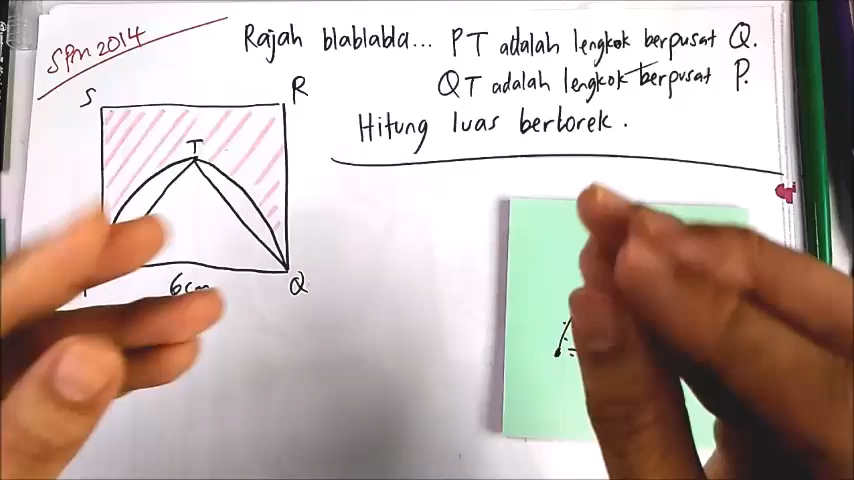 SPM 2014
Rajah blablabla... PT adalah lengkok berpusat Q.
QT adalah lengkok berpusat P.
Hitung luas berlorek.
S
R
T
Q
6cm